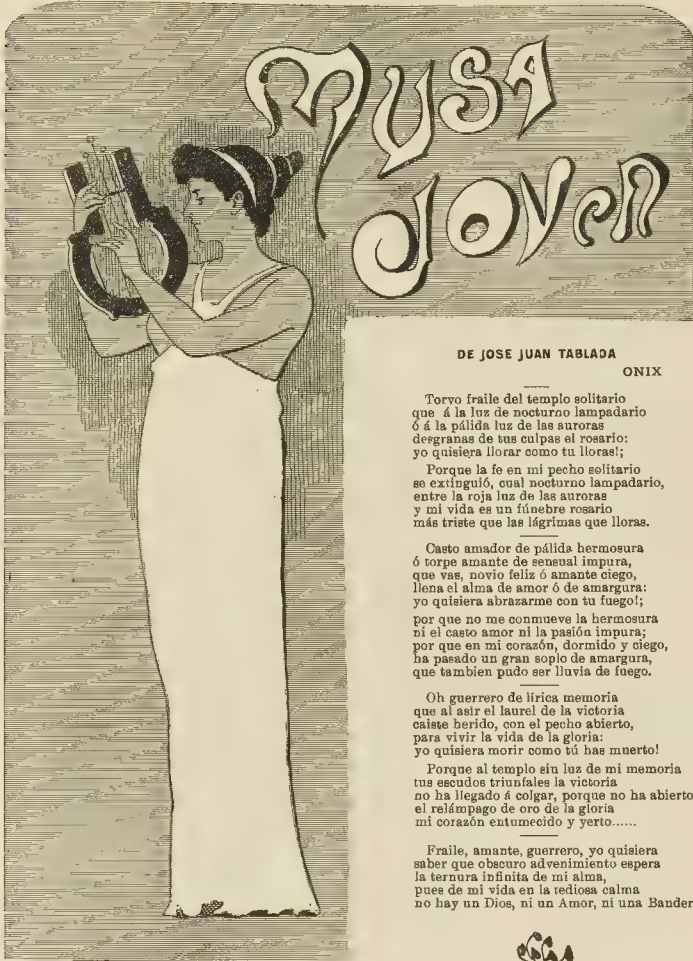 MUSA
JOVEN
DE JOSE JUAN TABLADA
ONIX
Torvo fraile del templo solitario
que á la luz de nocturno lampadario
ó á la pálida luz de las auroras
desgranas de tus culpas el rosario:
yo quisiera llorar como tu lloras!;
Porque la fe en mi pecho solitario
se extinguió, cual nocturno lampadario,
entre la roja luz de las auroras
y mi vida es un fúnebre rosario
más triste que las lágrimas que lloras.
Casto amador de pálida hermosura
ó torpe amante de sensual impura,
que vas, novio feliz ó amante ciego,
llena el alma de amor ó de amargura:
yo quisiera abrazarme con tu fuego!;
por que no me conmueve la hermosura
ni el casto amor ni la pasión impura;
por que en mi corazón, dormido y ciego,
ha pasado un gran soplo de amargura,
que tambien pudo ser lluvia de fuego.
Oh guerrero de lírica memoria
que al asir el laurel de la victoria
caiste herido, con el pecho abierto,
para vivir la vida de la gloria:
yo quisiera morir como tú has muerto!
Porque al templo sin luz de mi memoria
tus escudos triunfales la victoria
no ha llegado á colgar, porque no ha abierto
el relámpago de oro de la gloria
mi corazón entumecido y yerto......
Fraile, amante, guerrero, yo quisiera
saber que obscuro advenimiento espera
la ternura infinita de mi alma,
pues de mi vida en la tediosa calma
no hay un Dios, ni un Amor, ni una Bander